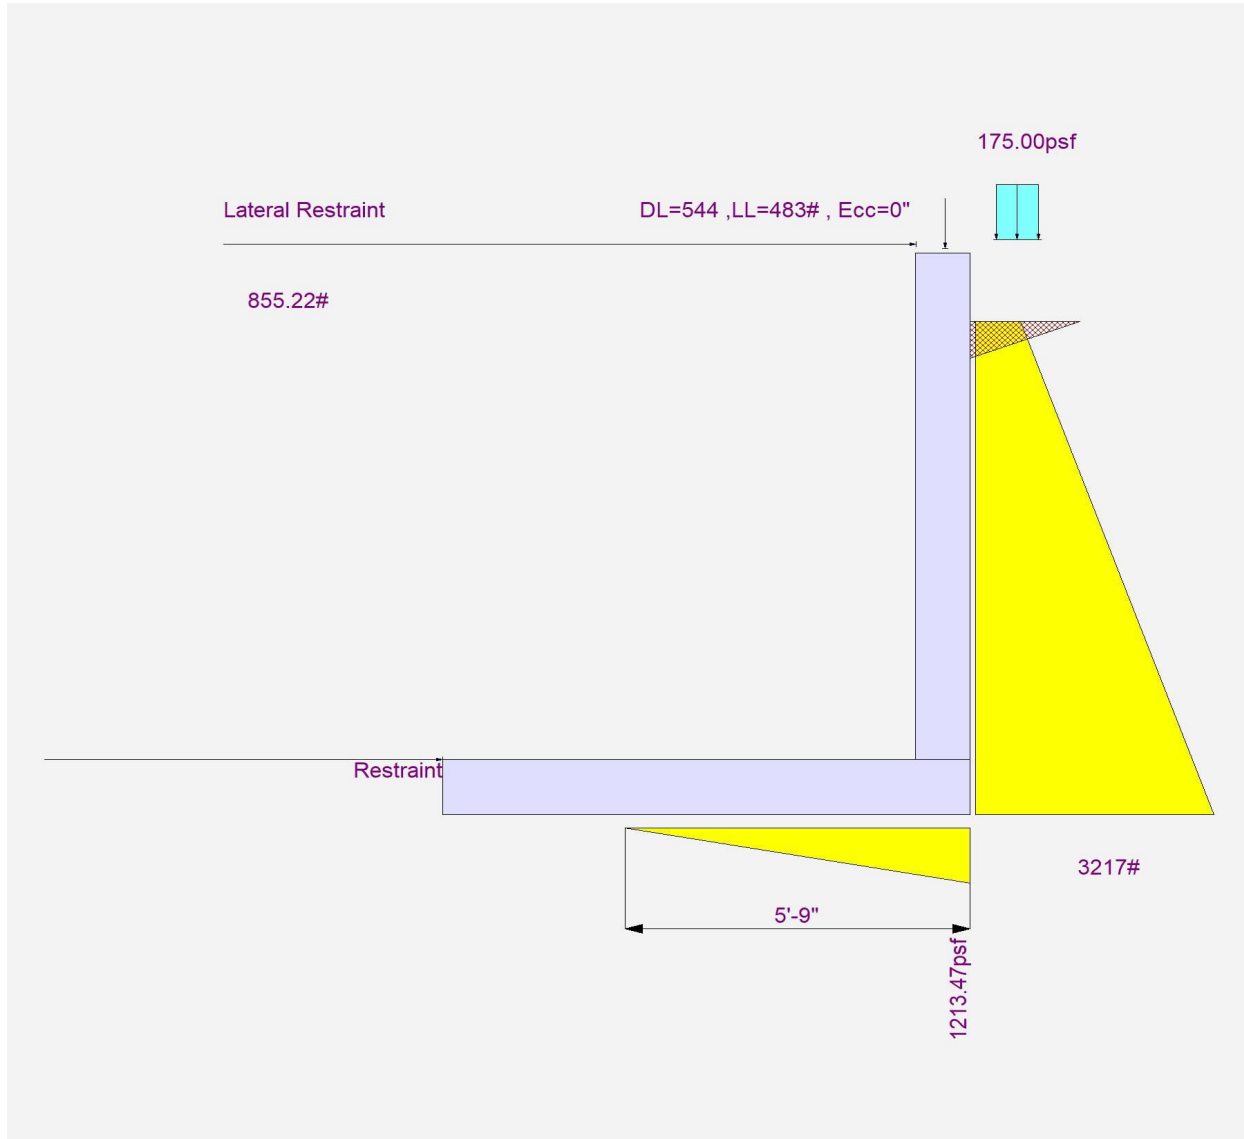 175.00psf
Lateral Restraint
DL=544 ,LL=483# , Ecc=0"
855.22#
Restraint
3217#
5'-9"
1213.47psf